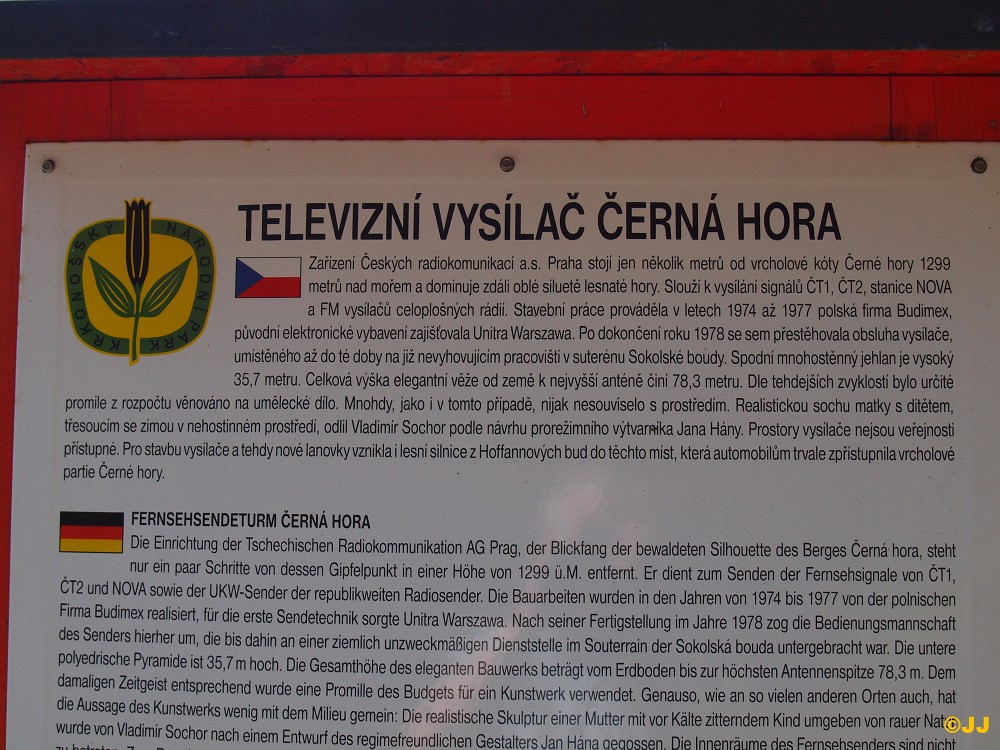 TELEVIZNÍ VYSÍLAČ ČERNÁ HORA
KRKONOŠSKÝ NÁRODNÍ PARK
Zařízení Českých radiokomunikací a.s. Praha stojí jen několik metrů od vrcholové kóty Černé hory 1299
metrů nad mořem a dominuje zdáli oblé siluetě lesnaté hory. Slouží k vysílání signálů ČT1, ČT2, stanice NOVA
a FM vysílačů celoplošných rádií. Stavební práce prováděla v letech 1974 až 1977 polská firma Budimex,
původní elektronické vybavení zajišťovala Unitra Warszawa. Po dokončení roku 1978 se sem přestěhovala obsluha vysílače,
umístěného až do té doby na již nevyhovujícím pracovišti v suterénu Sokolské boudy. Spodní mnohostěnný jehlan je vysoký
35,7 metru. Celková výška elegantní věže od země k nejvyšší anténě činí 78,3 metru. Dle tehdejších zvyklostí bylo určité
promile z rozpočtu věnováno na umělecké dílo. Mnohdy, jako i v tomto případě, nijak nesouviselo s prostředím. Realistickou sochu matky s dítětem,
třesoucím se zimou v nehostinném prostředí, odlil Vladimír Sochor podle návrhu prorežimního výtvarníka Jana Hány. Prostory vysílače nejsou veřejnosti
přístupné. Pro stavbu vysílače a tehdy nové lanovky vznikla i lesní silnice z Hoffannových bud do těchto míst, která automobilům trvale zpřístupnila vrcholové
partie Černé hory.
FERNSEHSENDETURM ČERNÁ HORA
Die Einrichtung der Tschechischen Radiokommunikation AG Prag, der Blickfang der bewaldeten Silhouette des Berges Černá hora, steht
nur ein paar Schritte von dessen Gipfelpunkt in einer Höhe von 1299 ü.M. entfernt. Er dient zum Senden der Fernsehsignale von ČT1,
ČT2 und NOVA sowie der UKW-Sender der republikweiten Radiosender. Die Bauarbeiten wurden in den Jahren von 1974 bis 1977 von der polnischen
Firma Budimex realisiert, für die erste Sendetechnik sorgte Unitra Warszawa. Nach seiner Fertigstellung im Jahre 1978 zog die Bedienungsmannschaft
des Senders hierher um, die bis dahin an einer ziemlich unzweckmäßigen Dienststelle im Souterrain der Sokolská bouda untergebracht war. Die untere
polyedrische Pyramide ist 35,7 m hoch. Die Gesamthöhe des eleganten Bauwerks beträgt vom Erdboden bis zur höchsten Antennenspitze 78,3 m. Dem
damaligen Zeitgeist entsprechend wurde eine Promille des Budgets für ein Kunstwerk verwendet. Genauso, wie an so vielen anderen Orten auch, hat
die Aussage des Kunstwerks wenig mit dem Milieu gemein: Die realistische Skulptur einer Mutter mit vor Kälte zitterndem Kind umgeben von rauer Natur
wurde von Vladimír Sochor nach einem Entwurf des regimefreundlichen Gestalters Jan Hána gegossen. Die Innenräume des Fernsehsenders sind nicht
©JJ